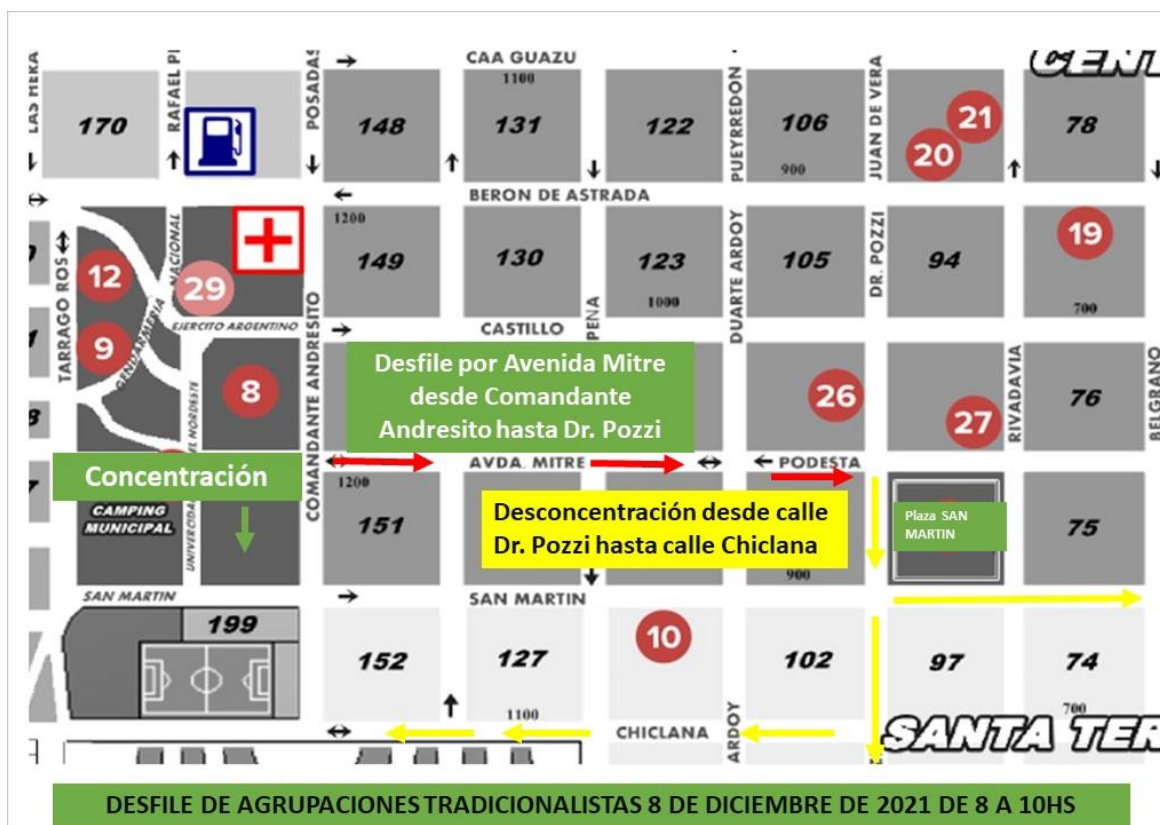 CAA GUAZU
LAS HERA
RAFAEL PI
POSADAS
PUEYRREDON
JUAN DE VERA
CENT
1100
170
148
131
122
106
900
20
21
78
BERON DE ASTRADA
1200
149
130
123
1000
105
94
19
700
DUARTE ARDOY
DR. POZZI
12
NACIONAL
29
TARRAGO ROS
9
GENDARMERIA
EJERCITO ARGENTINO
CASTILLO
PENA
COMANDANTE ANDRESITO
8
Desfile por Avenida Mitre
desde Comandante
Andresito hasta Dr. Pozzi
26
27
RIVADAVIA
76
BELGRANO
AVDA. MITRE
PODESTA
Concentración
CAMPING
MUNICIPAL
EL NORDESTE
UNIVERCIDA
1200
151
Desconcentración desde calle
Dr. Pozzi hasta calle Chiclana
900
Plaza SAN
MARTIN
75
SAN MARTIN
SAN MARTIN
199
152
127
10
102
97
74
1100
700
CHICLANA
ARDOY
SANTA TER
DESFILE DE AGRUPACIONES TRADICIONALISTAS 8 DE DICIEMBRE DE 2021 DE 8 A 10HS